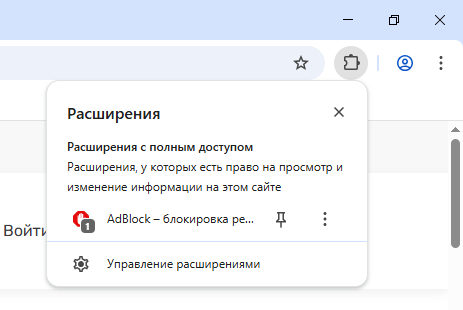 Расширения
Расширения с полным доступом
Расширения, у которых есть право на просмотр и
изменение информации на этом сайте
AdBlock – блокировка ре...
1
Войти
Управление расширениями